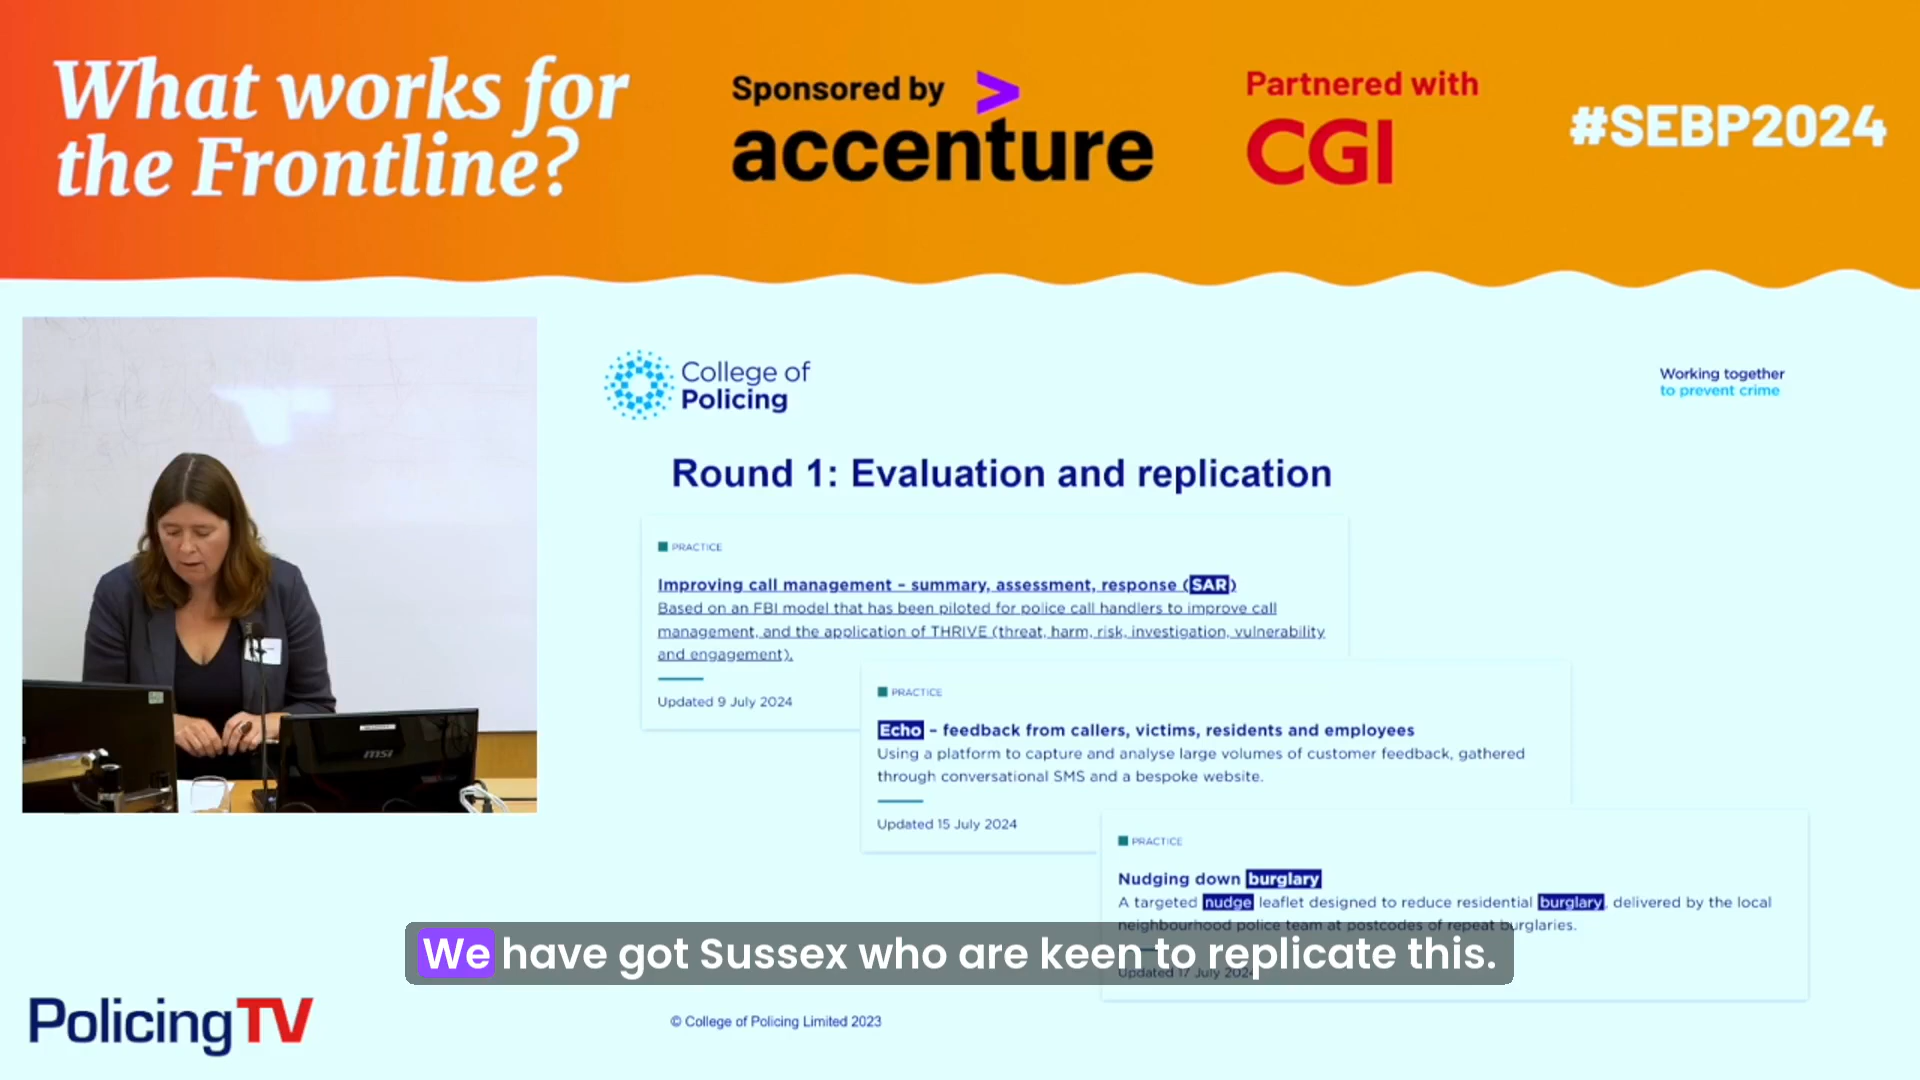 What works for
the Frontline?
Sponsored by
accenture
Partnered with
CGI
#SEBP2024
College of
Policing
Working together
to prevent crime
Round 1: Evaluation and replication
PRACTICE
Improving call management – summary, assessment, response (SAR)
Based on an FBI model that has been piloted for police call handlers to improve call
management, and the application of THRIVE (threat, harm, risk, investigation, vulnerability
and engagement).
Updated 9 July 2024
PRACTICE
Echo – feedback from callers, victims, residents and employees
Using a platform to capture and analyse large volumes of customer feedback, gathered
through conversational SMS and a bespoke website.
Updated 15 July 2024
PRACTICE
Nudging down burglary
A targeted nudge leaflet designed to reduce residential burglary, delivered by the local
neighbourhood police team at postcodes of repeat burglaries.
Updated 17 July 2024
We have got Sussex who are keen to replicate this.
msi
PolicingTV
© College of Policing Limited 2023